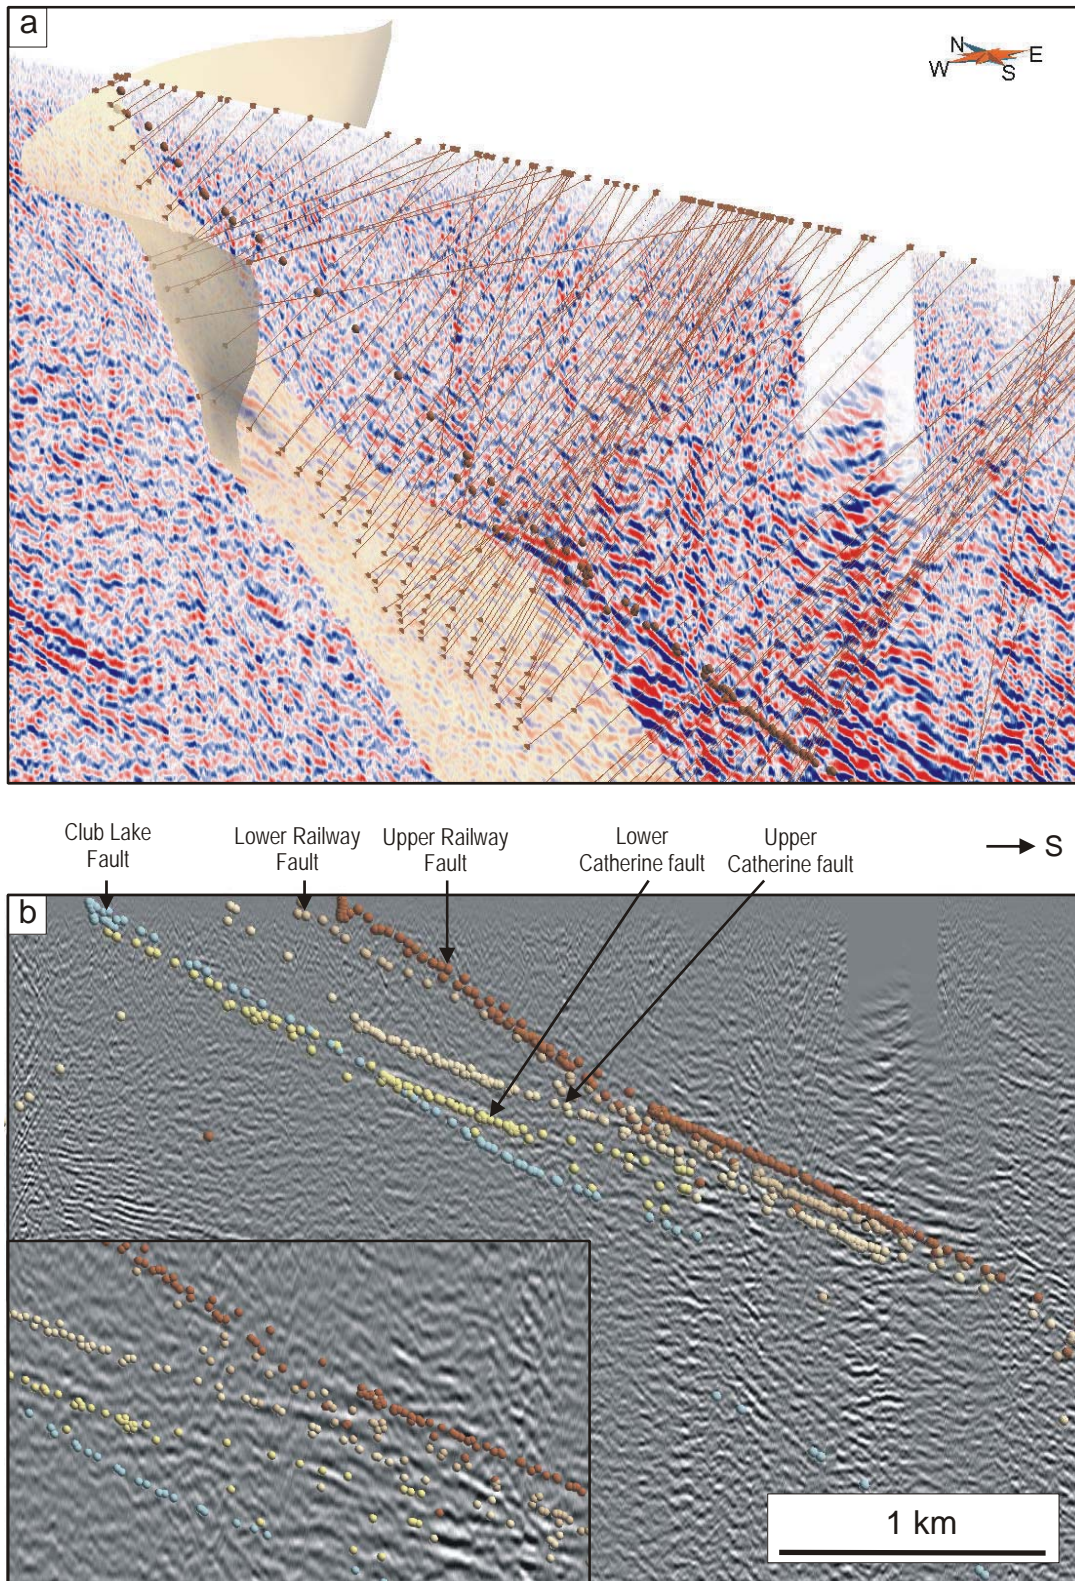 a
N
E
W
S
Club Lake
Fault
Lower Railway
Fault
Upper Railway
Fault
Lower
Catherine fault
Upper
Catherine fault
S
b
1 km